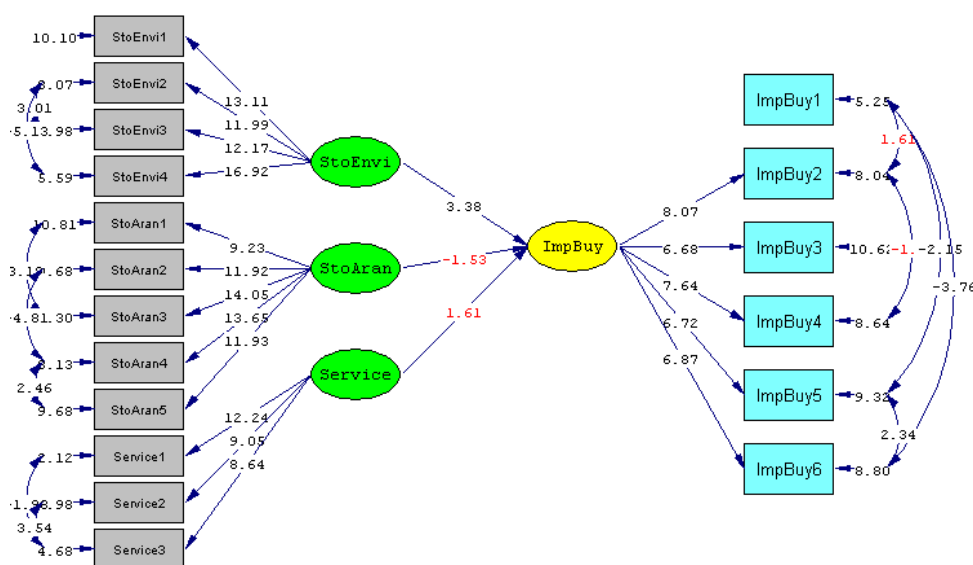 10.10 StoEnvi1
StoEnvi2
3.01
StoEnvi3
5.59 StoEnvi4
10.81 StoAran1
StoAran2
StoAran3
StoAran4
2.46
9.68 StoAran5
2.12 Service1
Service2
3.54
4.68 Service3
13.11
11.99
12.17
16.92
StoEnvi
9.23
11.92
14.05
13.65
11.93
StoAran
Service
12.24
9.05
8.64
3.38
-1.53
1.61
ImpBuy
8.07
6.68
7.64
6.72
6.87
ImpBuy1 5.25
1.61
ImpBuy2 8.04
ImpBuy3
-2.15
-3.76
ImpBuy4 8.64
ImpBuy5 9.32
2.34
ImpBuy6 8.80